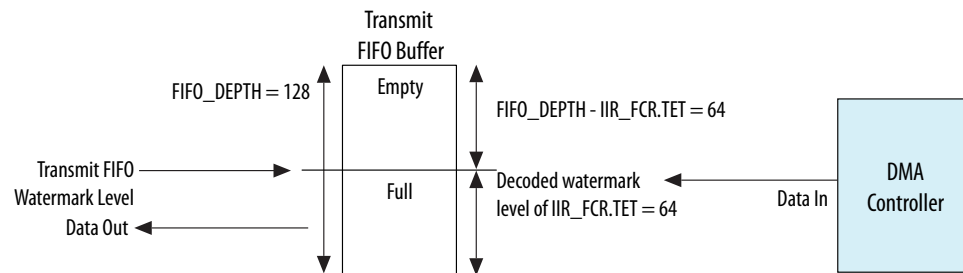 Transmit
FIFO Buffer
Empty
FIFO_DEPTH = 128
FIFO_DEPTH - IIR_FCR.TET = 64
Transmit FIFO
Watermark Level
Full
Decoded watermark
level of IIR_FCR.TET = 64
Data Out
Data In
DMA
Controller